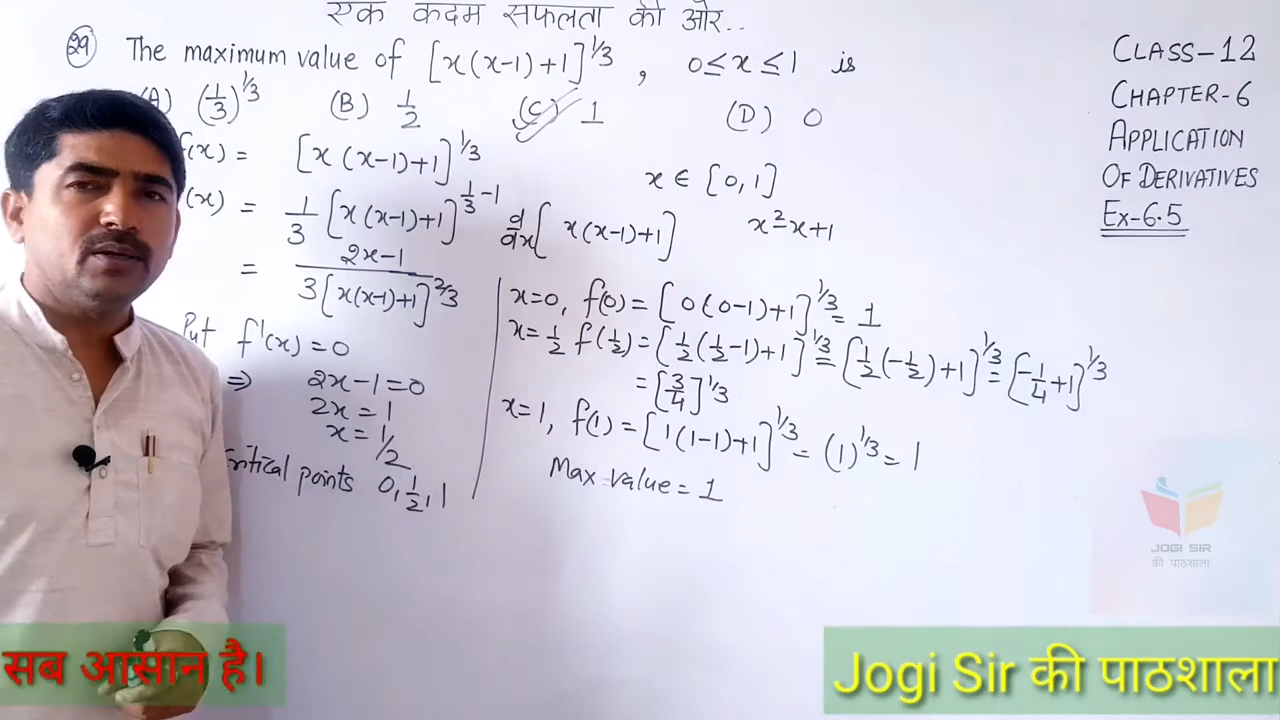 एक कदम सफलता की ओर..
(29) The maximum value of [x(x-1)+1]^{1/3}, 0≤x≤1 is
(A) (1/3)^{1/3} (B) 1/2 (C) 1 (D) 0
f(x) = [x(x-1)+1]^{1/3}
x ∈ [0,1]
(x) = 1/3 [x(x-1)+1]^{1/3-1} d/dx[x(x-1)+1]
x²-x+1
= 2x-1 / 3[x(x-1)+1]^{2/3}
Put f'(x)=0
⇒ 2x-1=0
2x=1
x=1/2
Critical points 0, 1/2, 1
x=0, f(0) = [0(0-1)+1]^{1/3} = 1
x=1/2 f(1/2) = [1/2(1/2-1)+1]^{1/3} = [1/2(-1/2)+1]^{1/3} = [-1/4+1]^{1/3}
= [3/4]^{1/3}
x=1, f(1) = [1(1-1)+1]^{1/3} = (1)^{1/3} = 1
Max value = 1
CLASS-12
CHAPTER-6
APPLICATION
OF DERIVATIVES
Ex-6.5
JOGI SIR
की पाठशाला
सब आसान है।
Jogi Sir की पाठशाला